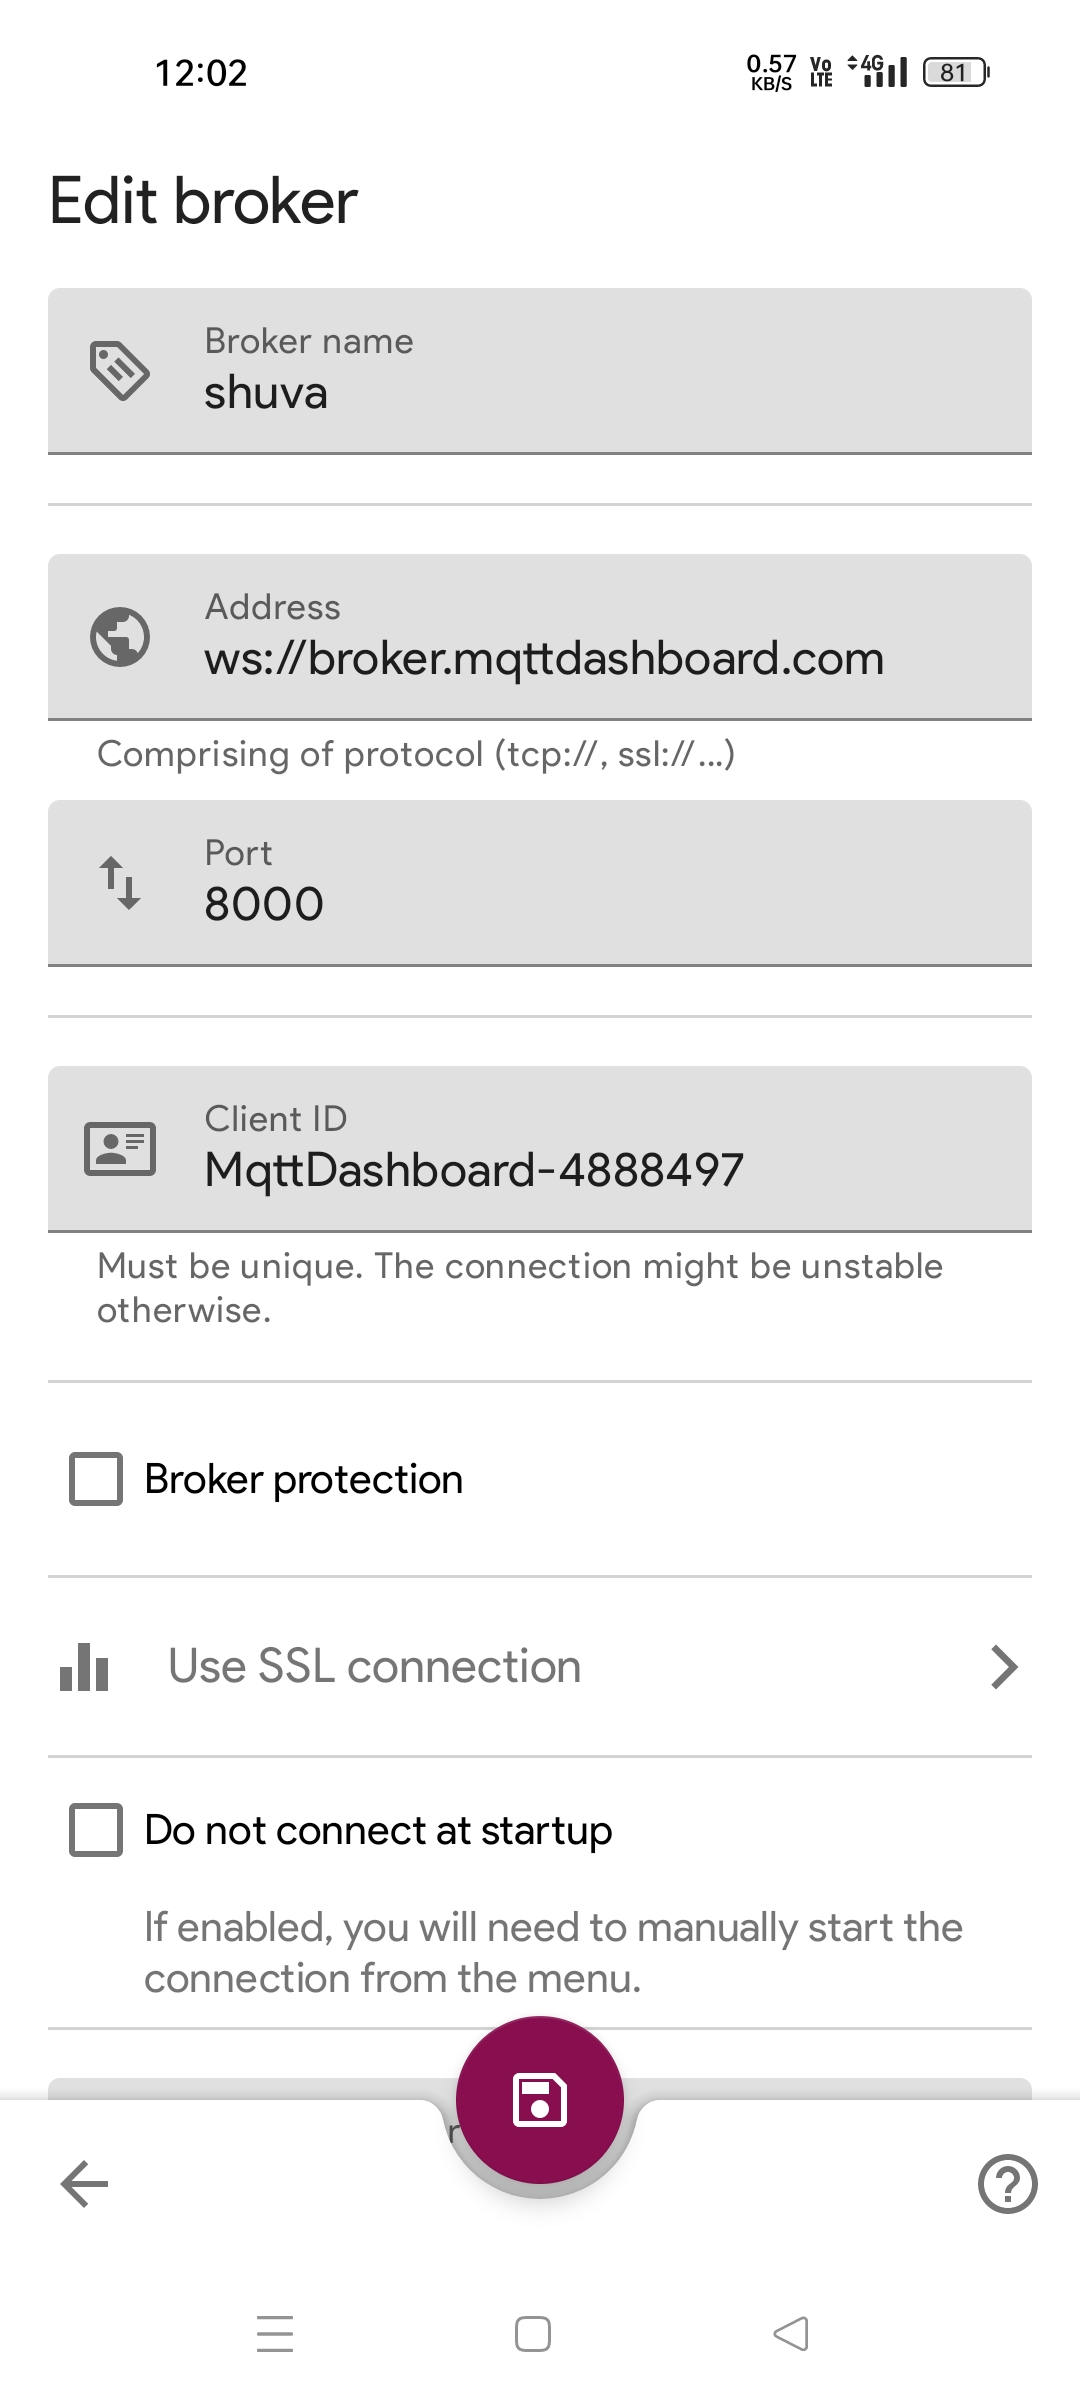 12:02
0.57 KB/S Vo LTE 4G 81
Edit broker
Broker name
shuva
Address
ws://broker.mqttdashboard.com
Comprising of protocol (tcp://, ssl://...)
Port
8000
Client ID
MqttDashboard-4888497
Must be unique. The connection might be unstable
otherwise.
Broker protection
Use SSL connection
Do not connect at startup
If enabled, you will need to manually start the
connection from the menu.